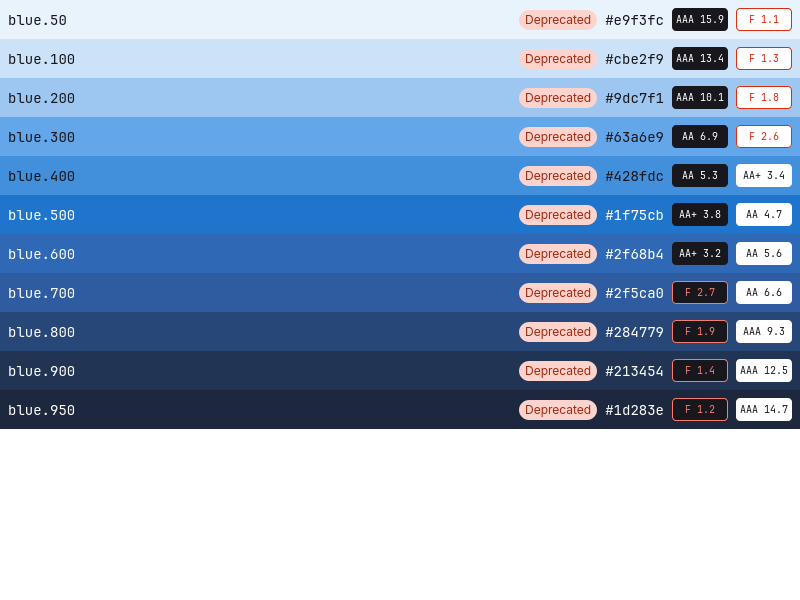 blue.50 Deprecated #e9f3fc AAA 15.9 F 1.1
blue.100 Deprecated #cbe2f9 AAA 13.4 F 1.3
blue.200 Deprecated #9dc7f1 AAA 10.1 F 1.8
blue.300 Deprecated #63a6e9 AA 6.9 F 2.6
blue.400 Deprecated #428fdc AA 5.3 AA+ 3.4
blue.500 Deprecated #1f75cb AA+ 3.8 AA 4.7
blue.600 Deprecated #2f68b4 AA+ 3.2 AA 5.6
blue.700 Deprecated #2f5ca0 F 2.7 AA 6.6
blue.800 Deprecated #284779 F 1.9 AAA 9.3
blue.900 Deprecated #213454 F 1.4 AAA 12.5
blue.950 Deprecated #1d283e F 1.2 AAA 14.7